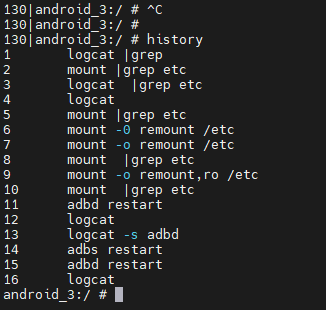 130|android_3:/ # ^C
130|android_3:/ #
130|android_3:/ # history
1 logcat |grep
2 mount |grep etc
3 logcat  |grep etc
4 logcat
5 mount |grep etc
6 mount -O remount /etc
7 mount -o remount /etc
8 mount  |grep etc
9 mount -o remount,ro /etc
10 mount  |grep etc
11 adbd restart
12 logcat
13 logcat -s adbd
14 adbs restart
15 adbd restart
16 logcat
android_3:/ #